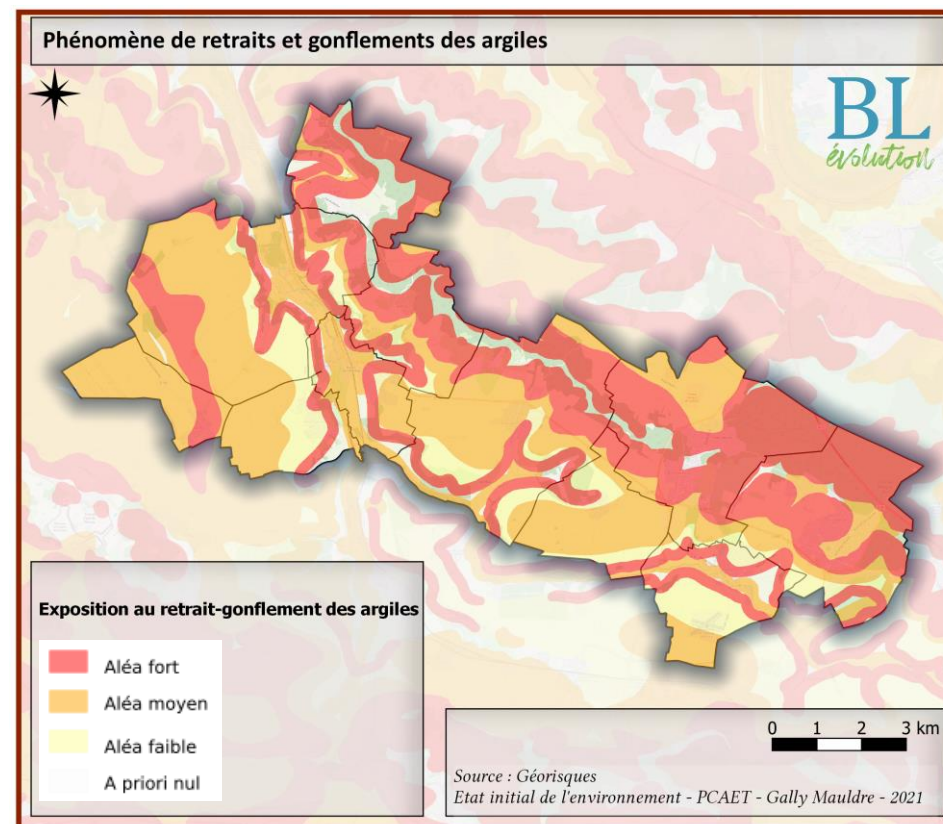 Phénomène de retraits et gonflements des argiles
BL
évolution
Exposition au retrait-gonflement des argiles
Aléa fort
Aléa moyen
Aléa faible
A priori nul
0 1 2 3 km
Source : Géorisques
Etat initial de l'environnement - PCAET - Gally Mauldre - 2021